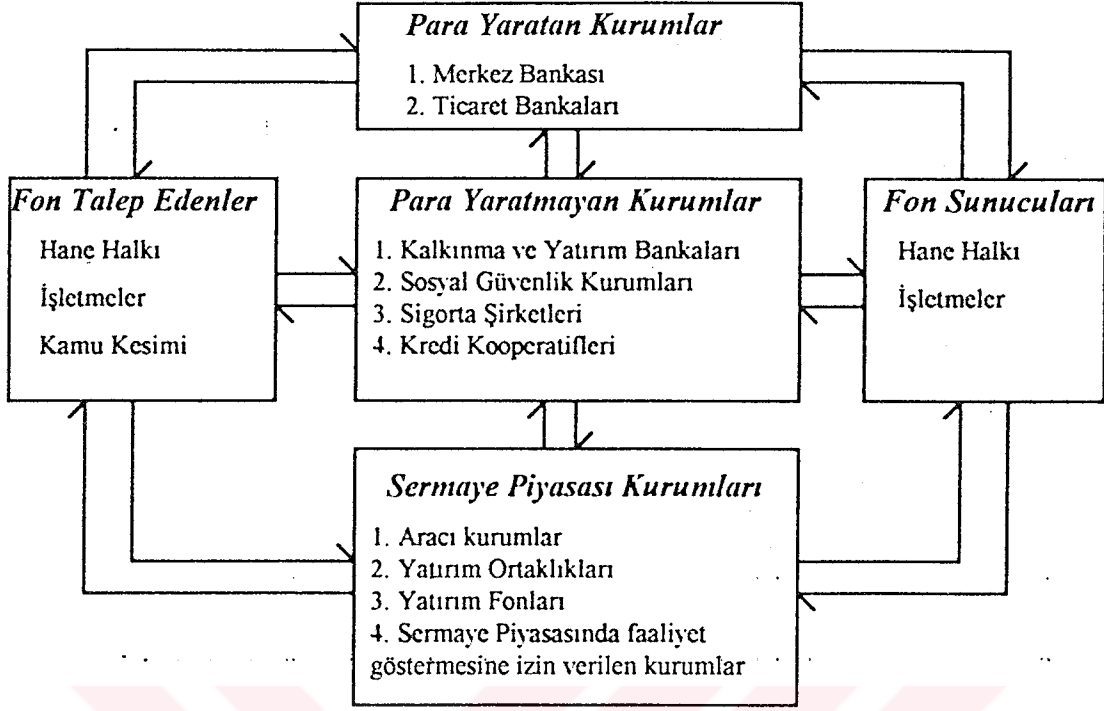 Para Yaratan Kurumlar
1. Merkez Bankası
2. Ticaret Bankaları
Fon Talep Edenler
Hane Halkı
İşletmeler
Kamu Kesimi
Para Yaratmayan Kurumlar
1. Kalkınma ve Yatırım Bankaları
2. Sosyal Güvenlik Kurumları
3. Sigorta Şirketleri
4. Kredi Kooperatifleri
Fon Sunucuları
Hane Halkı
İşletmeler
Sermaye Piyasası Kurumları
1. Aracı kurumlar
2. Yatırım Ortaklıkları
3. Yatırım Fonları
4. Sermaye Piyasasında faaliyet
göstermesine izin verilen kurumlar